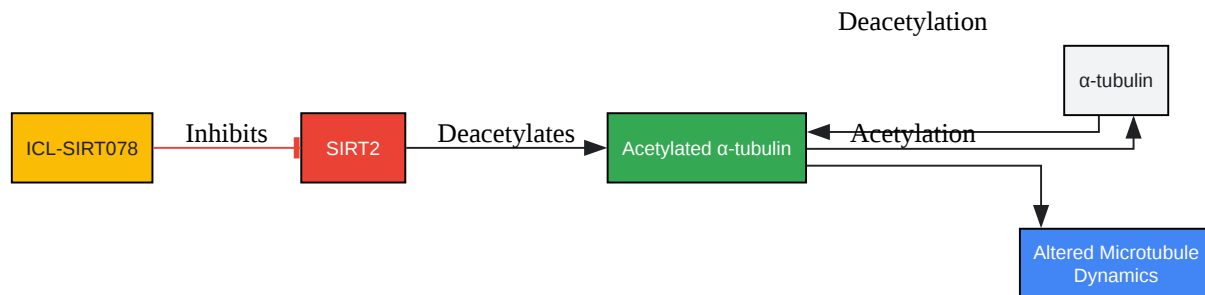 Deacetylation
α-tubulin
ICL-SIRT078
Inhibits
SIRT2
Deacetylates
Acetylated α-tubulin
Acetylation
Altered Microtubule
Dynamics